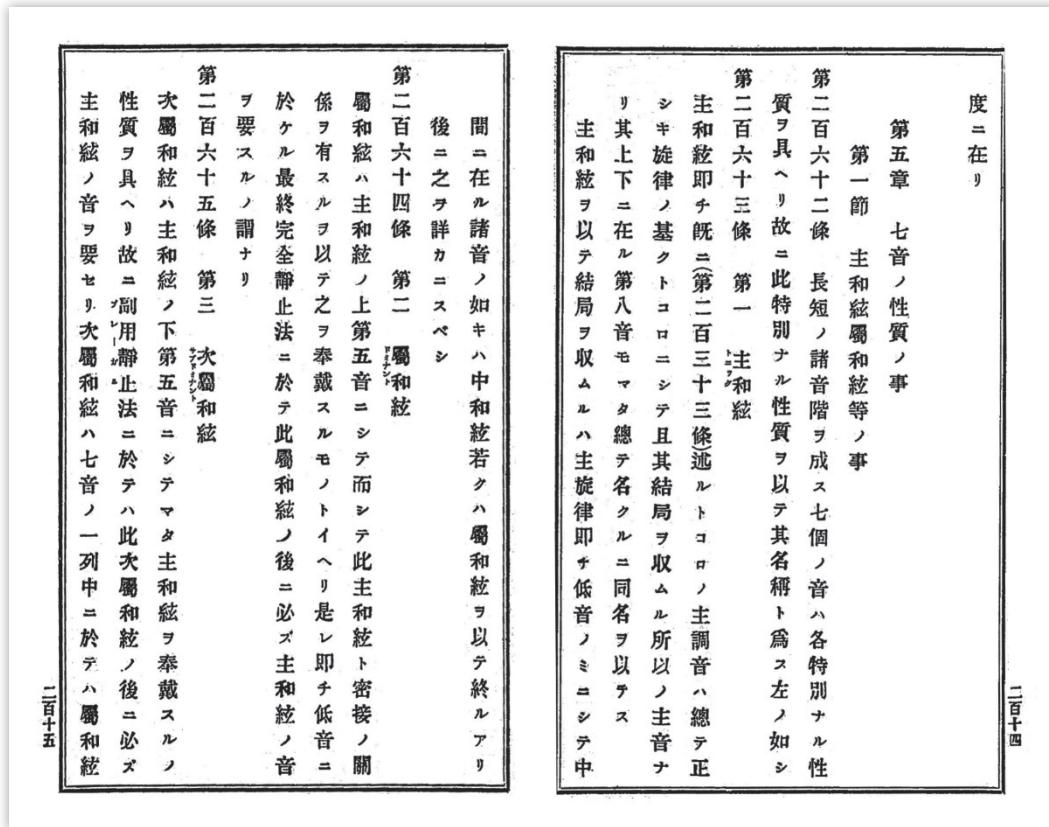 度ニ在リ
第五章　七音ノ性質ノ事
第一節　主和絃屬和絃等ノ事
第二百六十二條　長短ノ諸音階ヲ成ス七個ノ音ハ各特別ナル性
質ヲ具ヘリ故ニ此特別ナル性質ヲ以テ其名稱ト爲ス左ノ如シ
第二百六十三條　第一　主和絃
トニック
主和絃即チ既ニ(第二百三十三條)述ルトコロノ主調音ハ總テ正
シキ旋律ノ基クトコロニシテ且其結局ヲ收ムル所以ノ主音ナ
リ其上下ニ在ル第八音モマタ總テ名クルニ同名ヲ以テス
主和絃ヲ以テ結局ヲ收ムルハ主旋律即チ低音ノミニシテ中
二百十四
間ニ在ル諸音ノ如キハ中和絃若クハ屬和絃ヲ以テ終ルアリ
後ニ之ヲ詳カニスベシ
第二百六十四條　第二　屬和絃
ドミナント
屬和絃ハ主和絃ノ上第五音ニシテ而シテ此主和絃ト密接ノ關
係ヲ有スルヲ以テ之ヲ奉戴スルモノトイヘリ是レ即チ低音ニ
於ケル最終完全靜止法ニ於テ此屬和絃ノ後ニ必ズ主和絃ノ音
ヲ要スルノ謂ナリ
第二百六十五條　第三　次屬和絃
サブドミナント
次屬和絃ハ主和絃ノ下第五音ニシテマタ主和絃ヲ奉戴スルノ
性質ヲ具ヘリ故ニ副用靜止法ニ於テハ此次屬和絃ノ後ニ必ズ
主和絃ノ音ヲ要セリ次屬和絃ハ七音ノ一列中ニ於テハ屬和絃
二百十五